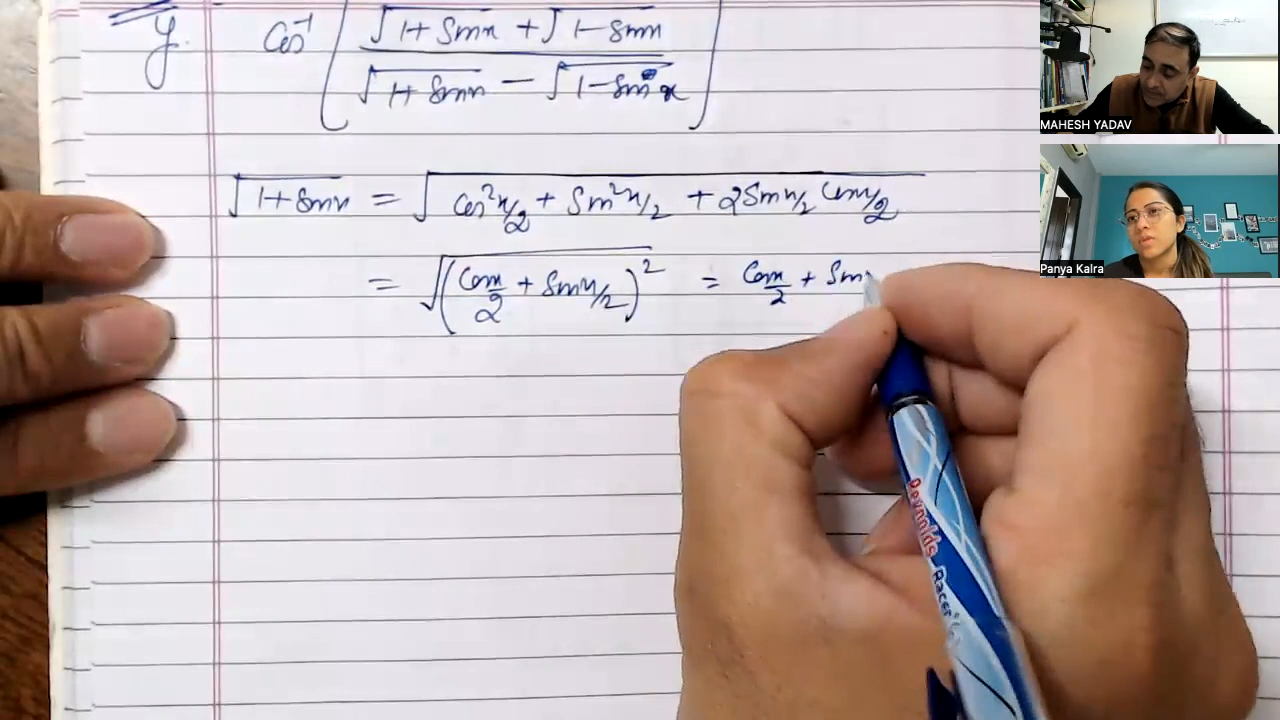 y Cos⁻¹ ( (√1+Sinx + √1-Sinx) / (√1+Sinx - √1-Sinx) )
√1+Sinx = √Cos²x/2 + Sin²x/2 + 2Sinx/2 Cosx/2
= √(Cosx/2 + Sinx/2)² = Cosx/2 + Sin
MAHESH YADAV
Panya Kalra
Reynolds Racer